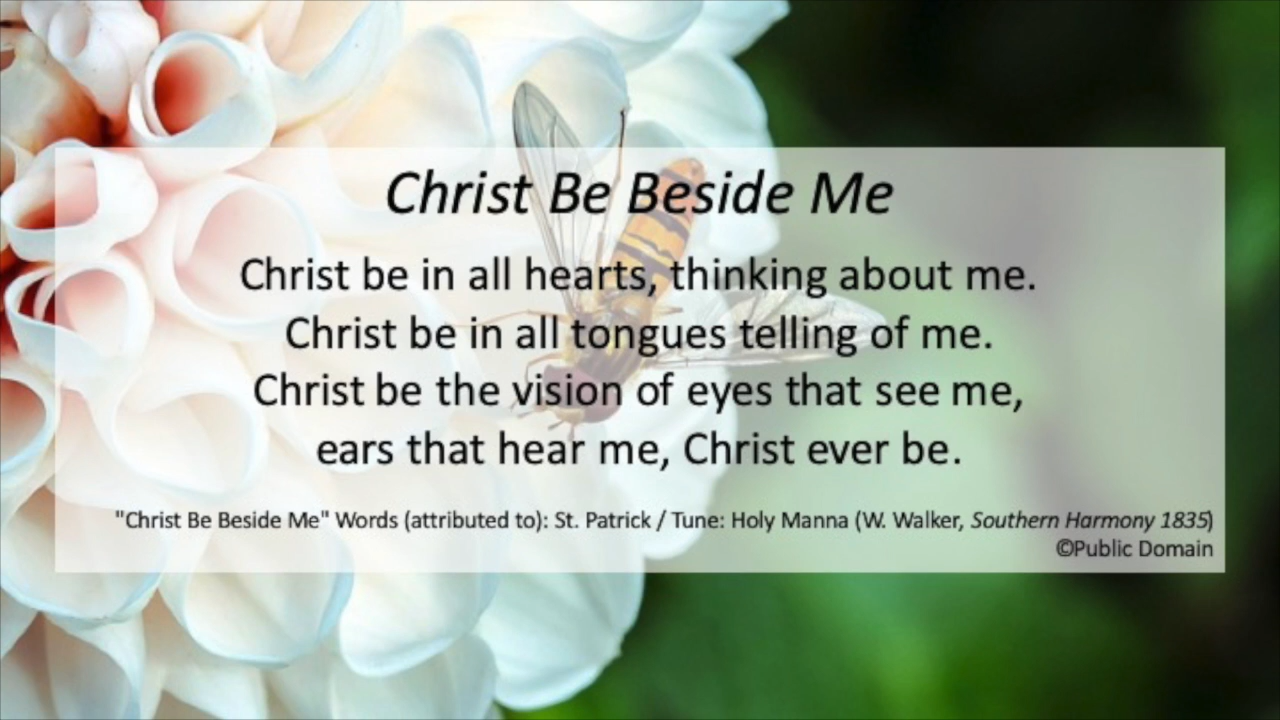 Christ Be Beside Me
Christ be in all hearts, thinking about me.
Christ be in all tongues telling of me.
Christ be the vision of eyes that see me,
ears that hear me, Christ ever be.
"Christ Be Beside Me" Words (attributed to): St. Patrick / Tune: Holy Manna (W. Walker, Southern Harmony 1835)
©Public Domain